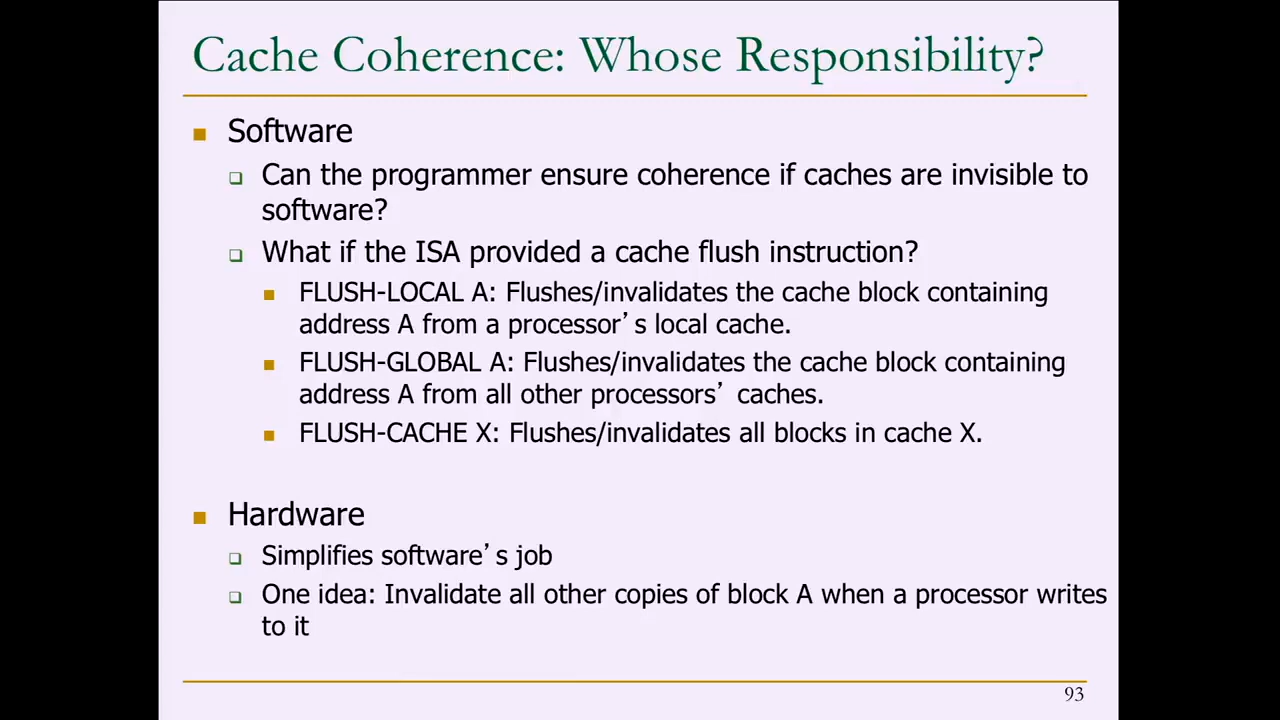 Cache Coherence: Whose Responsibility?
Software
Can the programmer ensure coherence if caches are invisible to
software?
What if the ISA provided a cache flush instruction?
FLUSH-LOCAL A: Flushes/invalidates the cache block containing
address A from a processor’s local cache.
FLUSH-GLOBAL A: Flushes/invalidates the cache block containing
address A from all other processors’ caches.
FLUSH-CACHE X: Flushes/invalidates all blocks in cache X.
Hardware
Simplifies software’s job
One idea: Invalidate all other copies of block A when a processor writes
to it
93